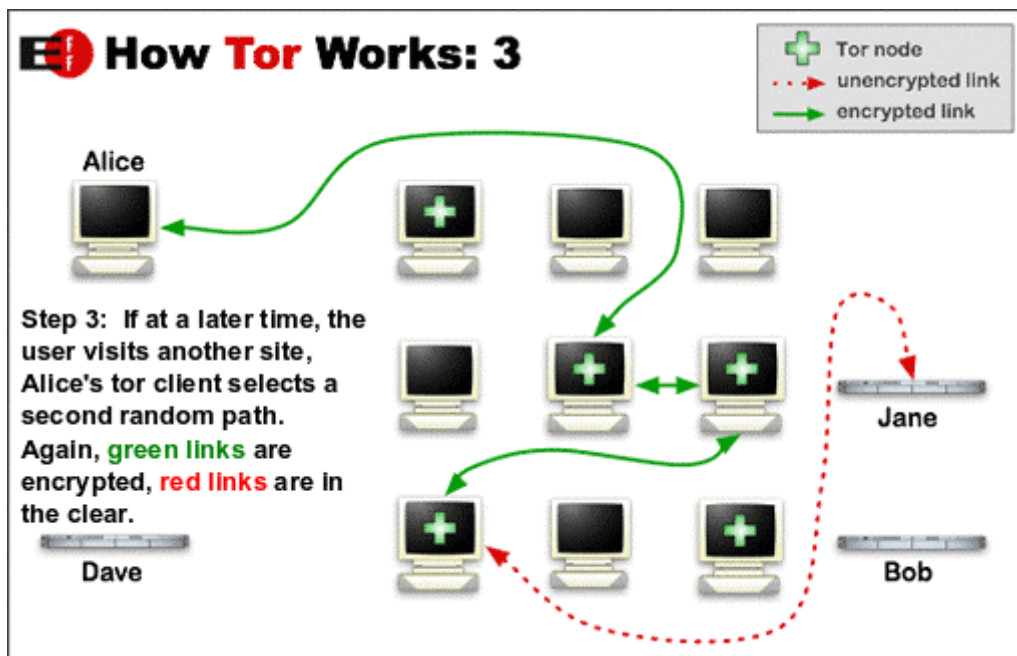 EFF How Tor Works: 3
Tor node
unencrypted link
encrypted link
Alice
Step 3:  If at a later time, the
user visits another site,
Alice's tor client selects a
second random path.
Again, green links are
encrypted, red links are in
the clear.
Jane
Dave
Bob